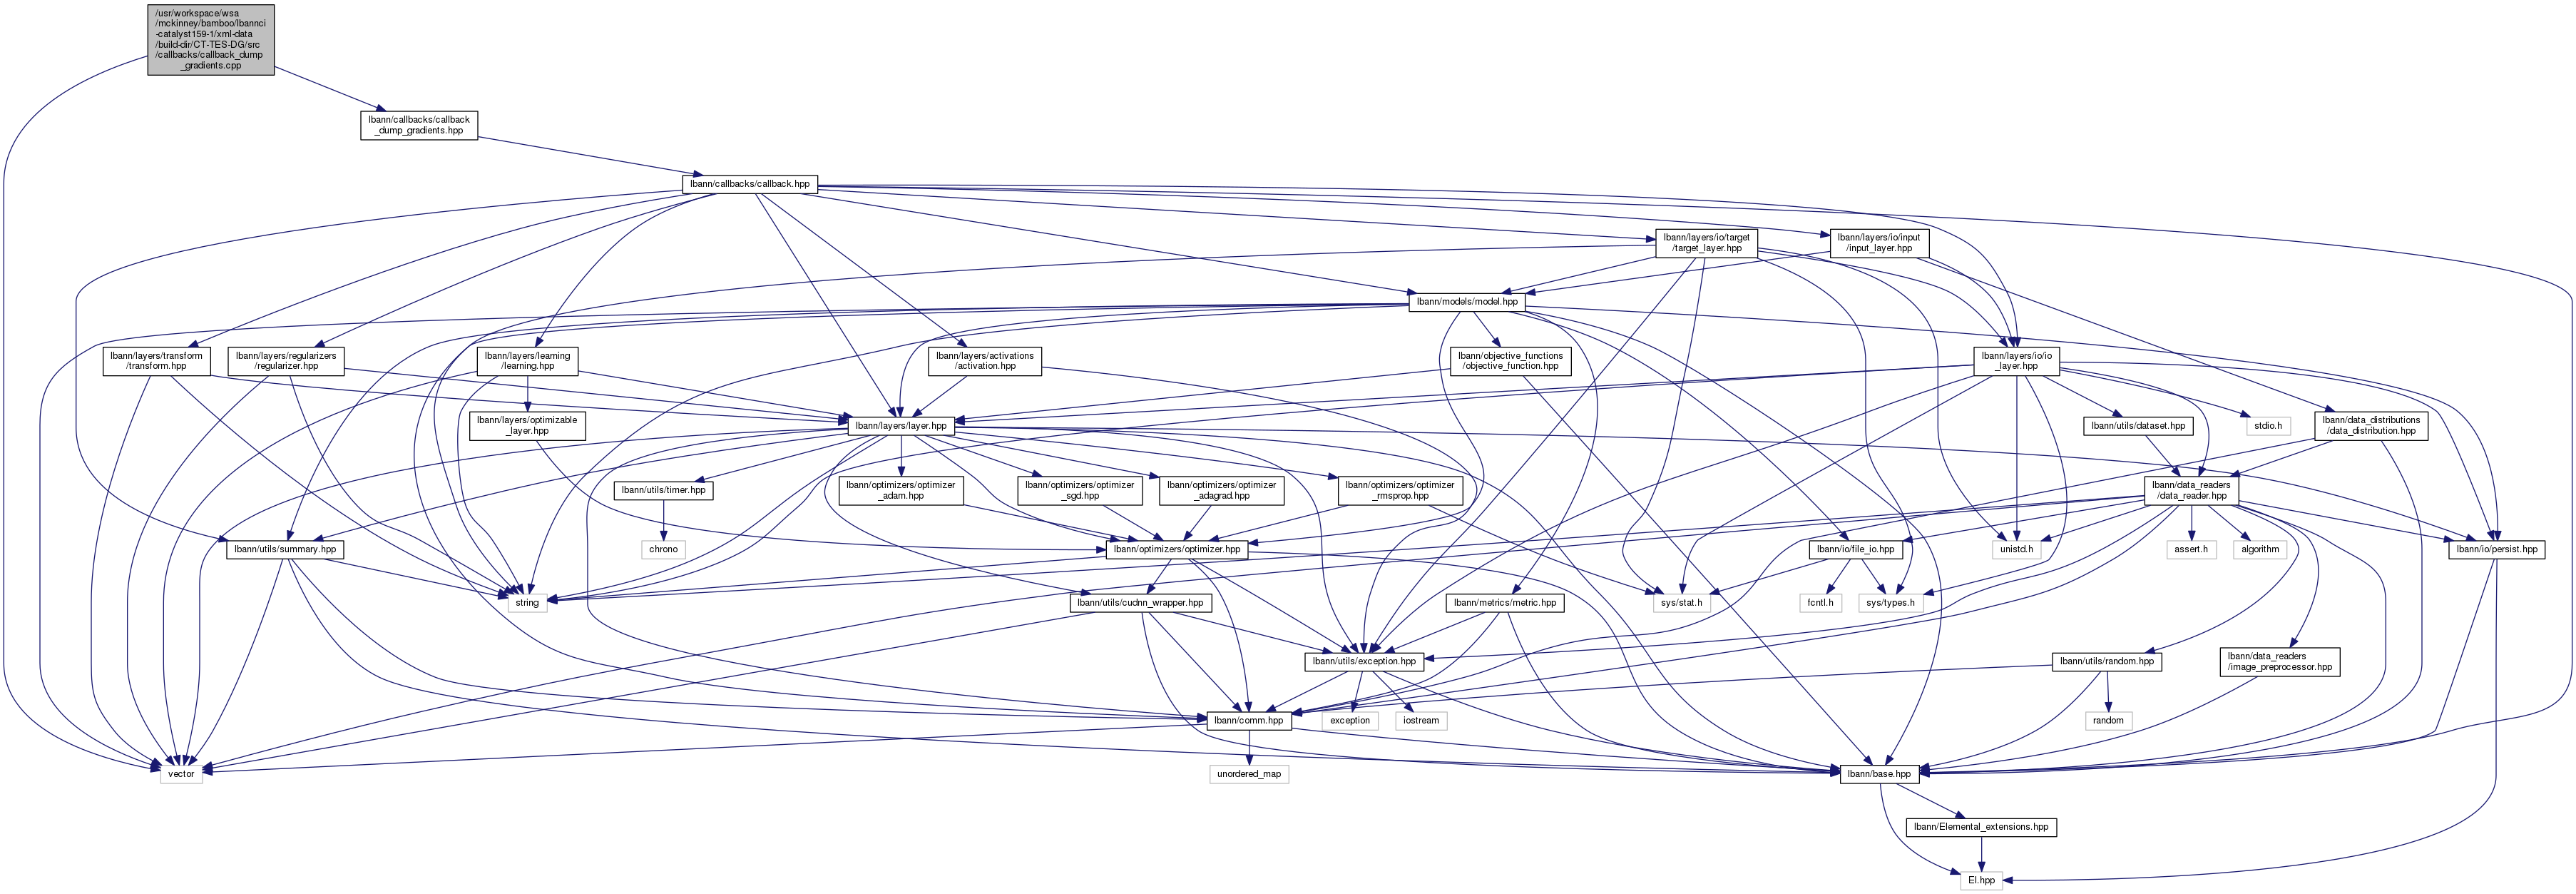 /usr/workspace/wsa
/mckinney/bamboo/lbannci
-catalyst159-1/xml-data
/build-dir/CT-TES-DG/src
/callbacks/callback_dump
_gradients.cpp
lbann/callbacks/callback
_dump_gradients.hpp
lbann/callbacks/callback.hpp
lbann/layers/io/target
/target_layer.hpp
lbann/layers/io/input
/input_layer.hpp
lbann/models/model.hpp
lbann/layers/transform
/transform.hpp
lbann/layers/regularizers
/regularizer.hpp
lbann/layers/learning
/learning.hpp
lbann/layers/activations
/activation.hpp
lbann/objective_functions
/objective_function.hpp
lbann/layers/io/io
_layer.hpp
lbann/layers/optimizable
_layer.hpp
lbann/layers/layer.hpp
lbann/utils/dataset.hpp
stdio.h
lbann/data_distributions
/data_distribution.hpp
lbann/utils/timer.hpp
lbann/optimizers/optimizer
_adam.hpp
lbann/optimizers/optimizer
_sgd.hpp
lbann/optimizers/optimizer
_adagrad.hpp
lbann/optimizers/optimizer
_rmsprop.hpp
lbann/data_readers
/data_reader.hpp
lbann/utils/summary.hpp
chrono
lbann/optimizers/optimizer.hpp
lbann/io/file_io.hpp
unistd.h
assert.h
algorithm
lbann/io/persist.hpp
string
lbann/utils/cudnn_wrapper.hpp
lbann/metrics/metric.hpp
sys/stat.h
fcntl.h
sys/types.h
lbann/utils/exception.hpp
lbann/utils/random.hpp
lbann/data_readers
/image_preprocessor.hpp
lbann/comm.hpp
exception
iostream
random
vector
unordered_map
lbann/base.hpp
lbann/Elemental_extensions.hpp
El.hpp